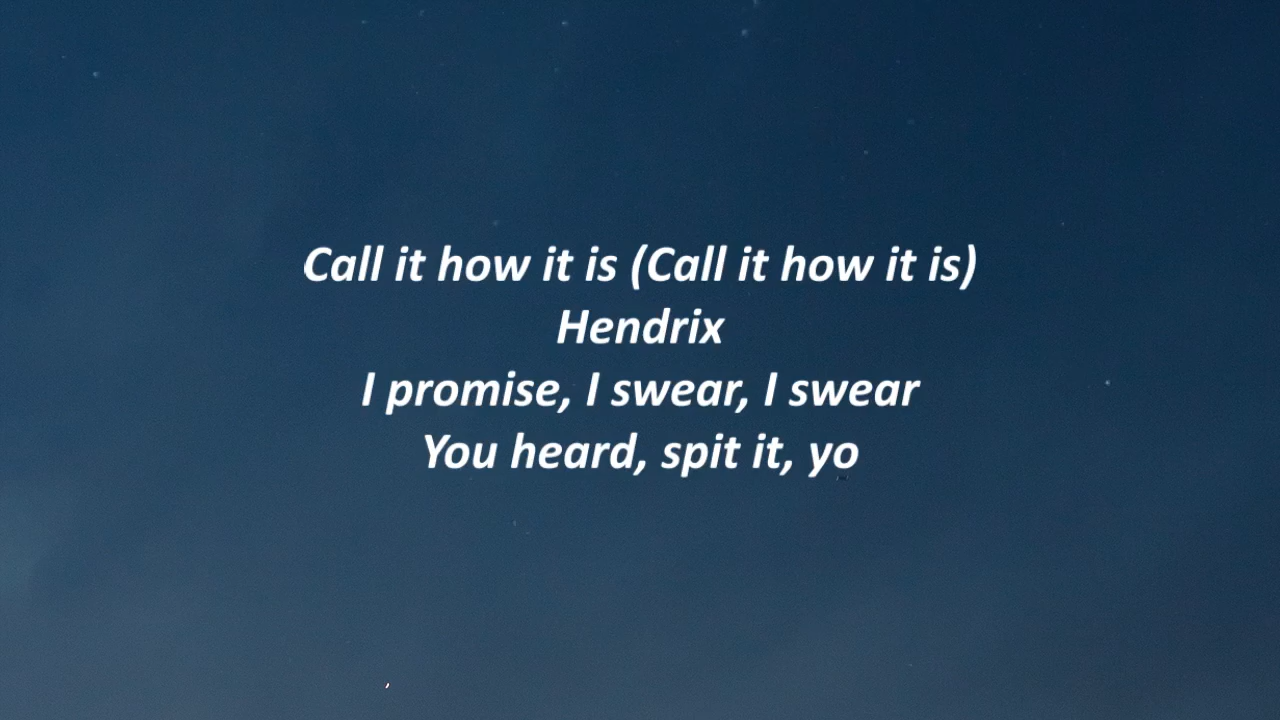 Call it how it is (Call it how it is)
Hendrix
I promise, I swear, I swear
You heard, spit it, yo